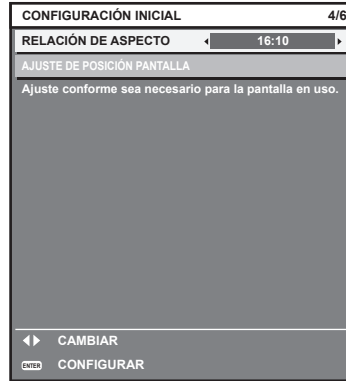 CONFIGURACIÓN INICIAL 4/6
RELACIÓN DE ASPECTO 16:10
AJUSTE DE POSICIÓN PANTALLA
Ajuste conforme sea necesario para la pantalla en uso.
CAMBIAR
ENTER CONFIGURAR